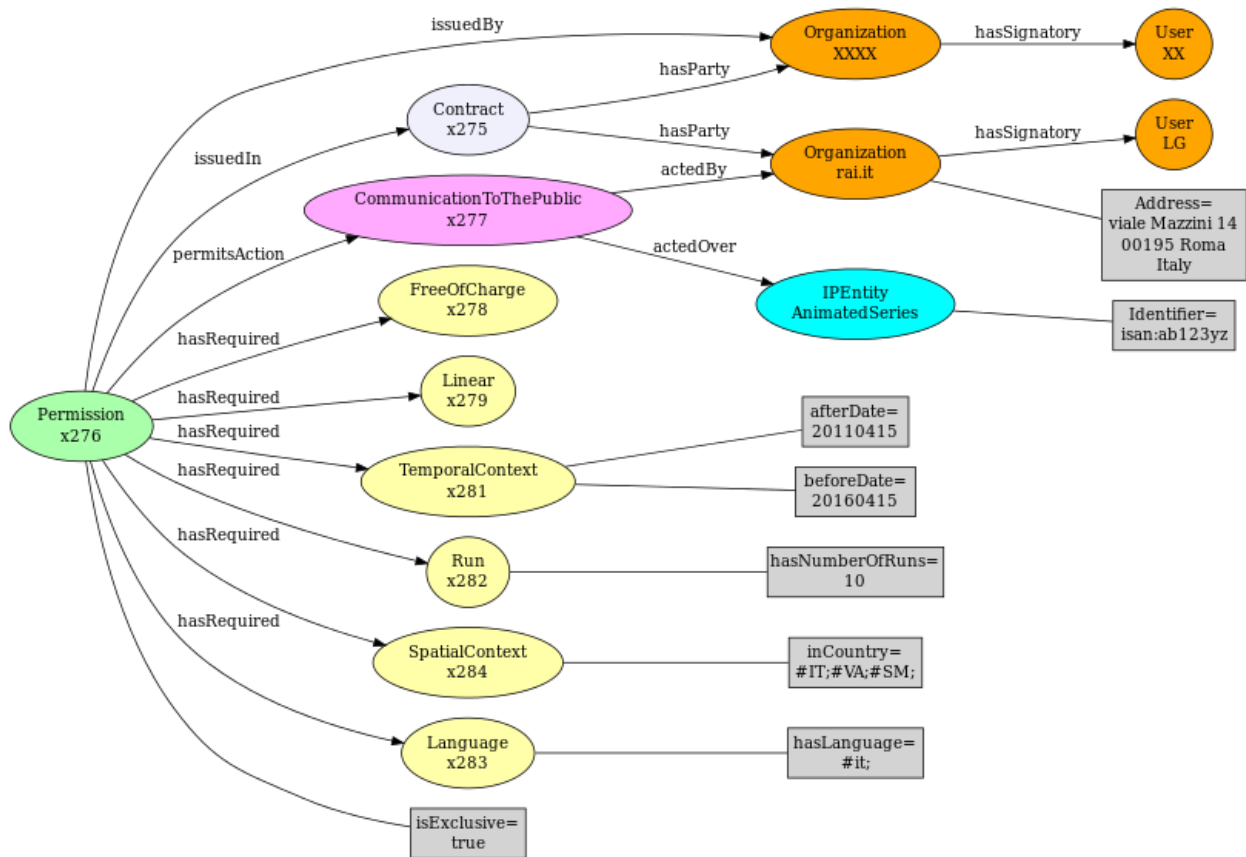 issuedBy
Organization
XXXX
hasSignatory
User
XX
hasParty
Contract
x275
hasParty
Organization
rai.it
hasSignatory
User
LG
issuedIn
actedBy
CommunicationToThePublic
x277
Address=
viale Mazzini 14
00195 Roma
Italy
permitsAction
actedOver
FreeOfCharge
x278
IPEntity
AnimatedSeries
Identifier=
isan:ab123yz
hasRequired
Linear
x279
hasRequired
Permission
x276
hasRequired
afterDate=
20110415
TemporalContext
x281
beforeDate=
20160415
hasRequired
Run
x282
hasNumberOfRuns=
10
hasRequired
SpatialContext
x284
inCountry=
#IT;#VA;#SM;
hasRequired
Language
x283
hasLanguage=
#it;
isExclusive=
true